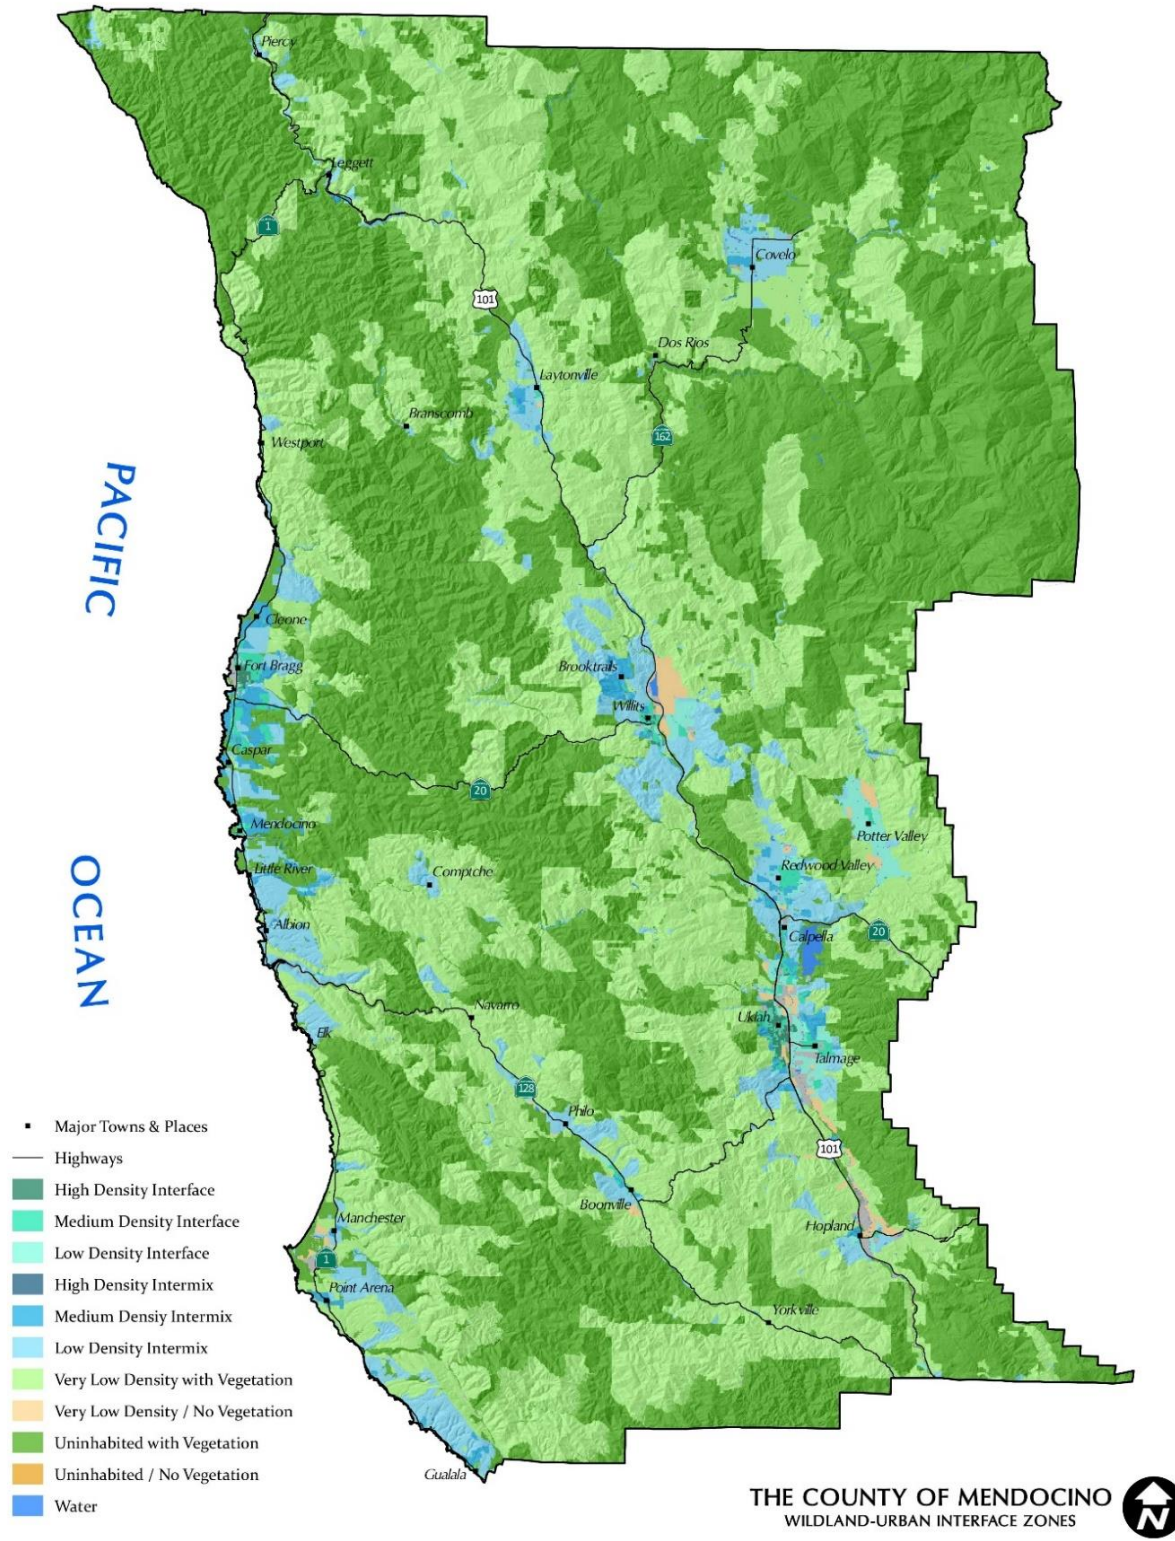 Piercy
Leggett
1
Covelo
101
Dos Rios
Laytonville
Branscomb
162
Westport
PACIFIC
Cleone
Fort Bragg
Brooktrails
Willits
Caspar
20
Mendocino
Potter Valley
Little River
Comptche
Redwood Valley
OCEAN
Albion
Calpella
20
Navarro
Ukiah
Elk
Talmage
128
Philo
101
Boonville
Manchester
Hopland
1
Point Arena
Yorkville
Gualala
Major Towns & Places
Highways
High Density Interface
Medium Density Interface
Low Density Interface
High Density Intermix
Medium Densiy Intermix
Low Density Intermix
Very Low Density with Vegetation
Very Low Density / No Vegetation
Uninhabited with Vegetation
Uninhabited / No Vegetation
Water
THE COUNTY OF MENDOCINO
WILDLAND-URBAN INTERFACE ZONES
N